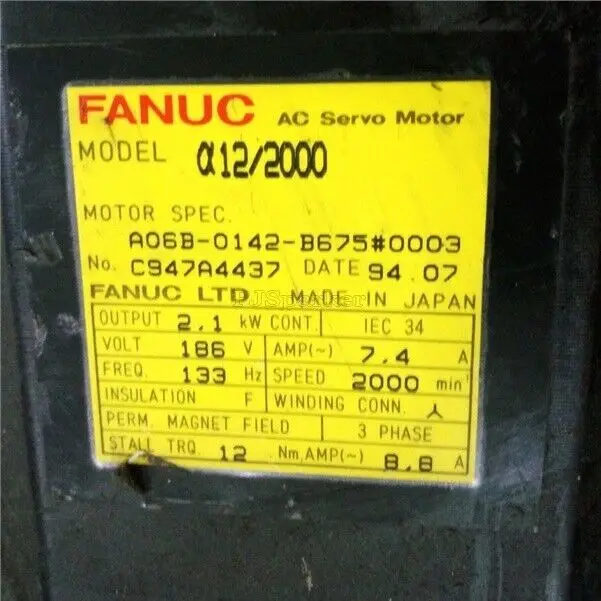 FANUC AC Servo Motor
MODEL α12/2000
MOTOR SPEC.
A06B-0142-B675#0003
No. C947A4437 DATE 94.07
FANUC LTD MADE IN JAPAN
OUTPUT 2.1 kW CONT. IEC 34
VOLT 186 V AMP(~) 7.4 A
FREQ. 133 Hz SPEED 2000 min⁻¹
INSULATION F WINDING CONN. 人
PERM. MAGNET FIELD 3 PHASE
STALL TRQ. 12 Nm, AMP(~) 8.8 A